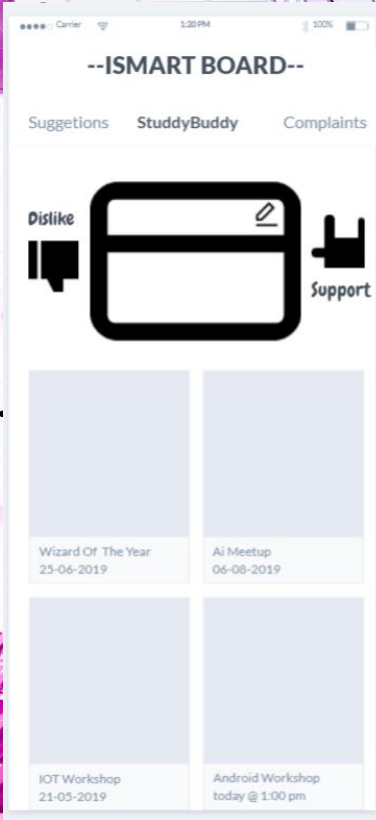 Carrier 1:20 PM 100%
--ISMART BOARD--
Suggetions StuddyBuddy Complaints
Dislike
Support
Wizard Of The Year
25-06-2019
Ai Meetup
06-08-2019
IOT Workshop
21-05-2019
Android Workshop
today @ 1:00 pm